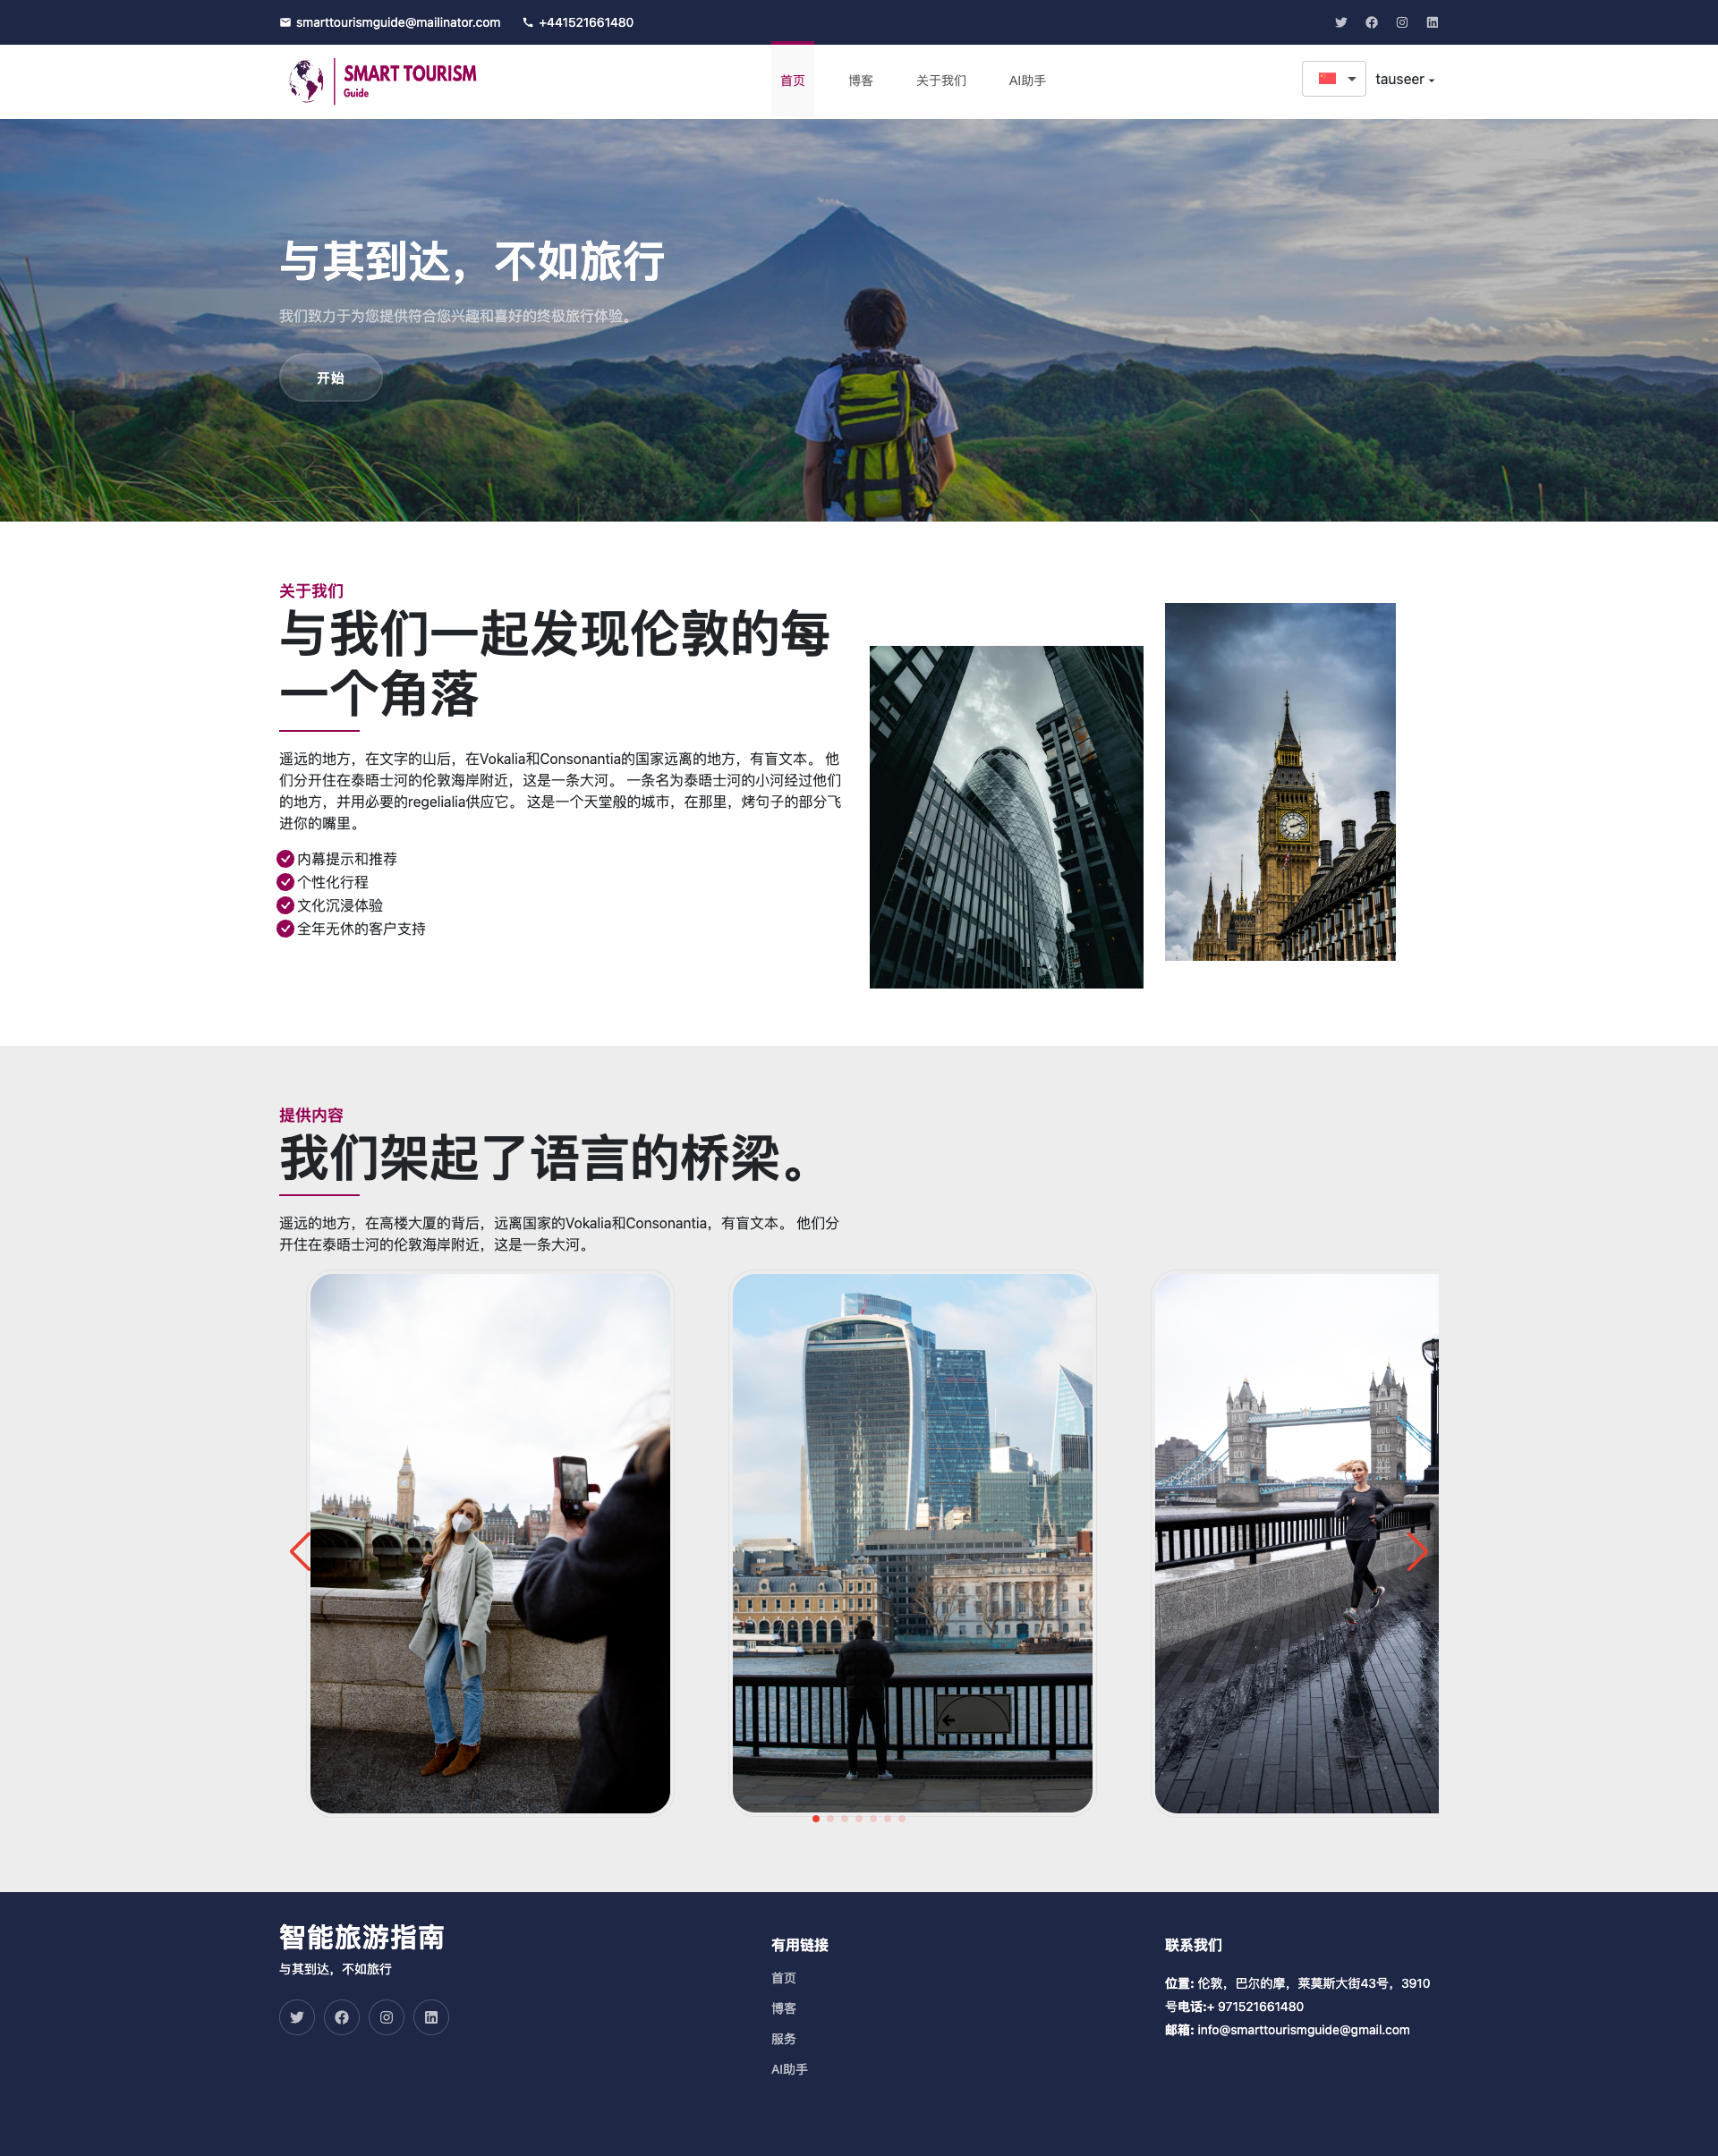 smarttourismguide@mailinator.com +441521661480
SMART TOURISM
Guide
首页 博客 关于我们 AI助手
tauseer
与其到达，不如旅行
我们致力于为您提供符合您兴趣和喜好的终极旅行体验。
开始
关于我们
与我们一起发现伦敦的每
一个角落
遥远的地方，在文字的山后，在Vokalia和Consonantia的国家远离的地方，有盲文本。 他
们分开住在泰晤士河的伦敦海岸附近，这是一条大河。 一条名为泰晤士河的小河经过他们
的地方，并用必要的regelialia供应它。 这是一个天堂般的城市，在那里，烤句子的部分飞
进你的嘴里。
内幕提示和推荐
个性化行程
文化沉浸体验
全年无休的客户支持
提供内容
我们架起了语言的桥梁。
遥远的地方，在高楼大厦的背后，远离国家的Vokalia和Consonantia，有盲文本。 他们分
开住在泰晤士河的伦敦海岸附近，这是一条大河。
智能旅游指南
与其到达，不如旅行
有用链接
首页
博客
服务
AI助手
联系我们
位置: 伦敦，巴尔的摩，莱莫斯大街43号，3910
号电话:+ 971521661480
邮箱: info@smarttourismguide@gmail.com